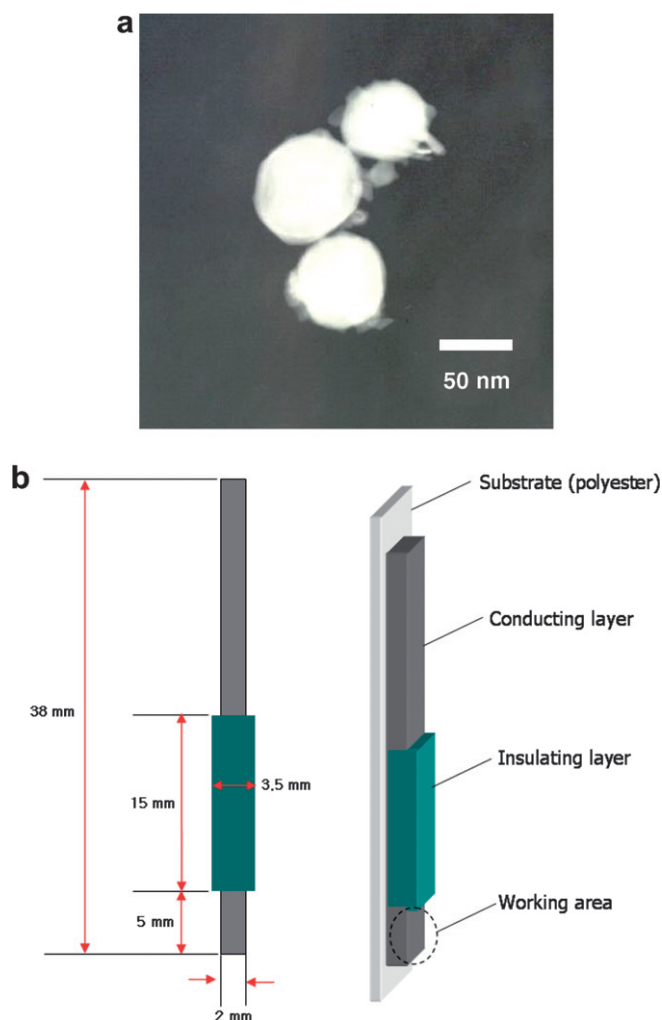 a
50 nm
b
Substrate (polyester)
Conducting layer
38 mm
Insulating layer
3.5 mm
15 mm
Working area
5 mm
2 mm